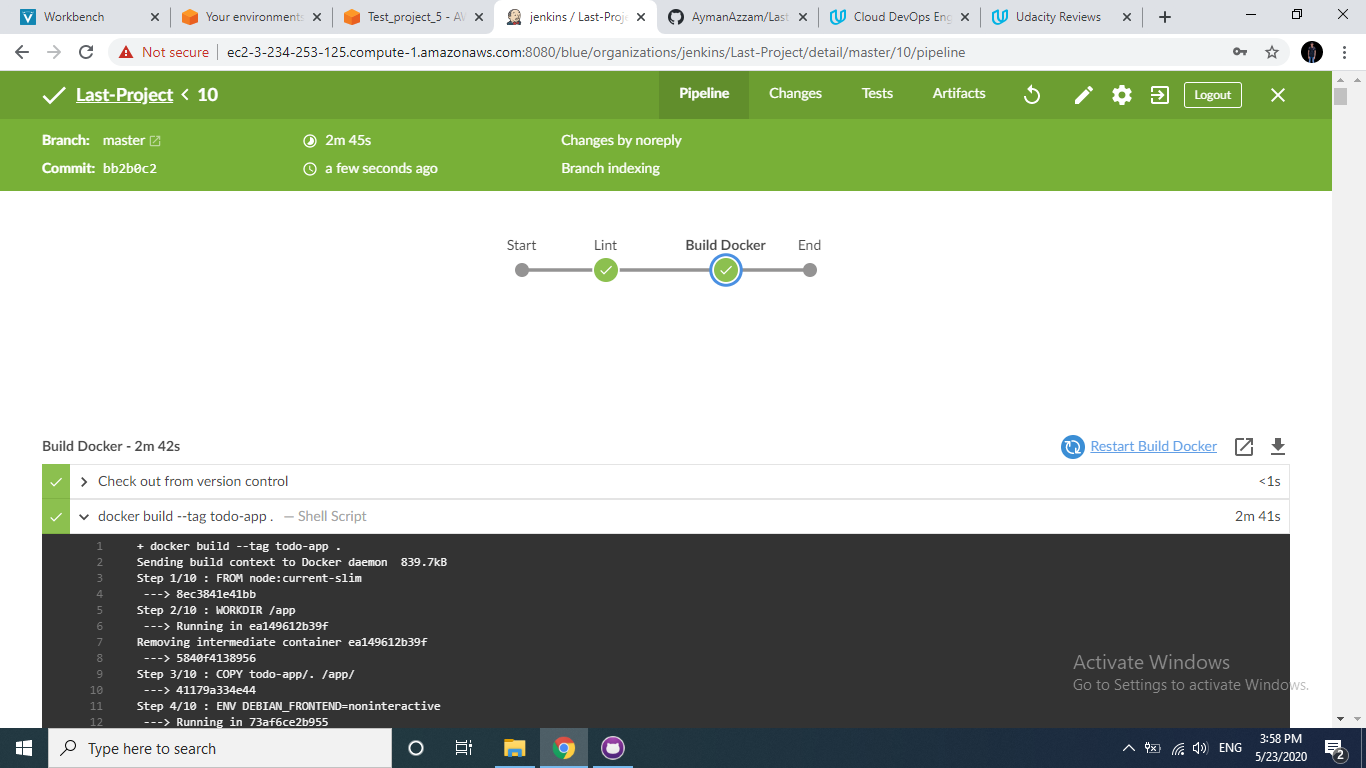 Workbench
Your environments
Test_project_5 - AW
jenkins / Last-Proje
AymanAzzam/Last
Cloud DevOps Eng
Udacity Reviews
Not secure
ec2-3-234-253-125.compute-1.amazonaws.com:8080/blue/organizations/jenkins/Last-Project/detail/master/10/pipeline
Last-Project < 10
Pipeline
Changes
Tests
Artifacts
Logout
Branch: master
2m 45s
Changes by noreply
Commit: bb2b0c2
a few seconds ago
Branch indexing
Start
Lint
Build Docker
End
Build Docker - 2m 42s
Restart Build Docker
Check out from version control
<1s
docker build --tag todo-app . — Shell Script
2m 41s
1 + docker build --tag todo-app .
2 Sending build context to Docker daemon 839.7kB
3 Step 1/10 : FROM node:current-slim
4 ---> 8ec3841e41bb
5 Step 2/10 : WORKDIR /app
6 ---> Running in ea149612b39f
7 Removing intermediate container ea149612b39f
8 ---> 5840f4138956
9 Step 3/10 : COPY todo-app/. /app/
10 ---> 41179a334e44
11 Step 4/10 : ENV DEBIAN_FRONTEND=noninteractive
12 ---> Running in 73af6ce2b955
Activate Windows
Go to Settings to activate Windows.
Type here to search
ENG
3:58 PM
5/23/2020
2